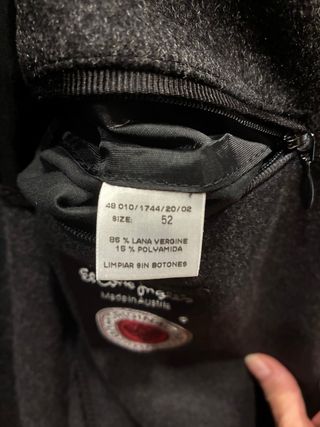 48 010/1744/20/02
SIZE: 52
85 % LANA VERGINE
15 % POLYAMIDA
LIMPIAR SIN BOTONES
Made in Austria